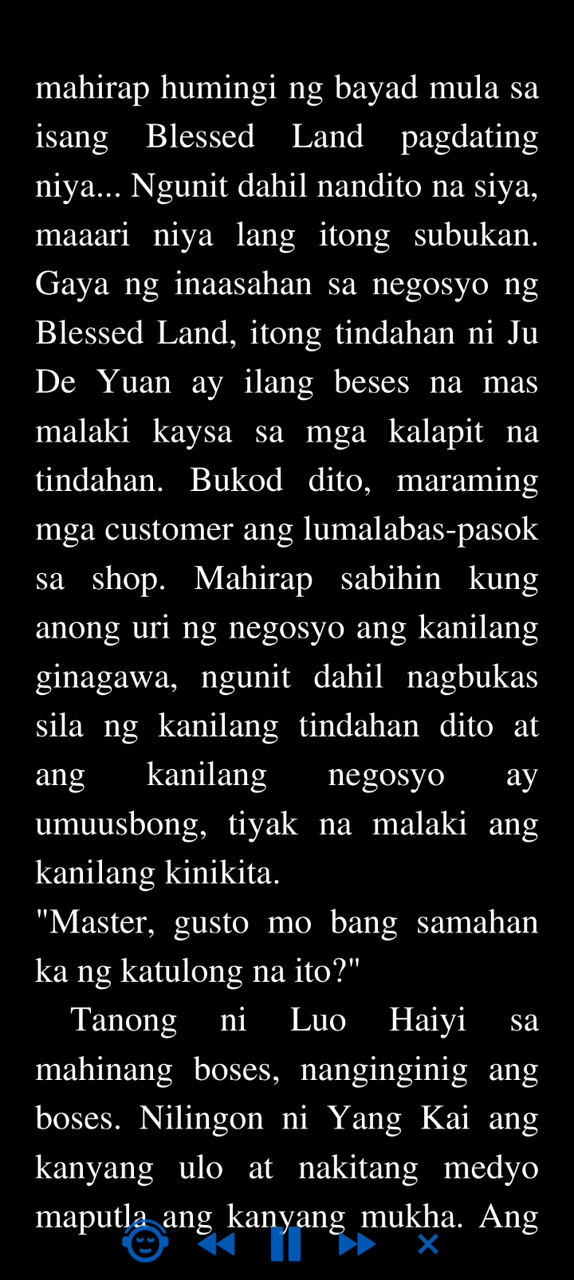 mahirap humingi ng bayad mula sa
isang Blessed Land pagdating
niya... Ngunit dahil nandito na siya,
maaari niya lang itong subukan.
Gaya ng inaasahan sa negosyo ng
Blessed Land, itong tindahan ni Ju
De Yuan ay ilang beses na mas
malaki kaysa sa mga kalapit na
tindahan. Bukod dito, maraming
mga customer ang lumalabas-pasok
sa shop. Mahirap sabihin kung
anong uri ng negosyo ang kanilang
ginagawa, ngunit dahil nagbukas
sila ng kanilang tindahan dito at
ang kanilang negosyo ay
umuusbong, tiyak na malaki ang
kanilang kinikita.
"Master, gusto mo bang samahan
ka ng katulong na ito?"
Tanong ni Luo Haiyi sa
mahinang boses, nanginginig ang
boses. Nilingon ni Yang Kai ang
kanyang ulo at nakitang medyo
maputla ang kanyang mukha. Ang